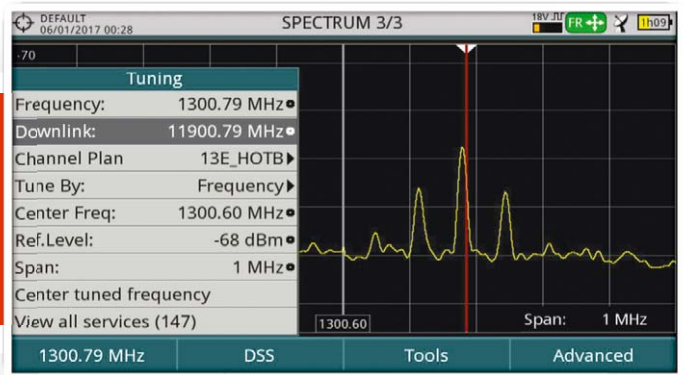 DEFAULT
06/01/2017 00:28
SPECTRUM 3/3
18V
FR
1h09
-70
Tuning
Frequency: 1300.79 MHz
Downlink: 11900.79 MHz
Channel Plan 13E_HOTB
Tune By: Frequency
Center Freq: 1300.60 MHz
Ref.Level: -68 dBm
Span: 1 MHz
Center tuned frequency
View all services (147)
1300.60
Span: 1 MHz
1300.79 MHz
DSS
Tools
Advanced